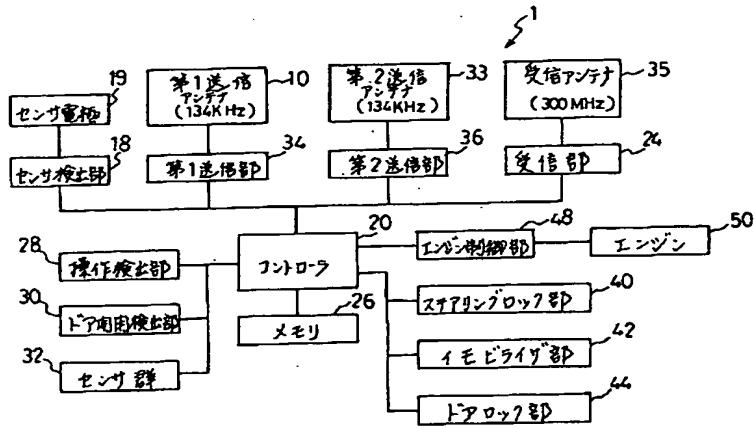 1
19
センサ電極
第1送信
アンテナ
(134KHz)
10
第2送信
アンテナ
(134KHz)
33
受信アンテナ
(300MHz)
35
センサ検出部
18
第1送信部
34
第2送信部
36
受信部
24
28
操作検出部
20
コントローラ
48
エンジン制御部
50
エンジン
30
ドア開閉検出部
26
メモリ
40
ステアリングロック部
32
センサ群
42
イモビライザ部
44
ドアロック部